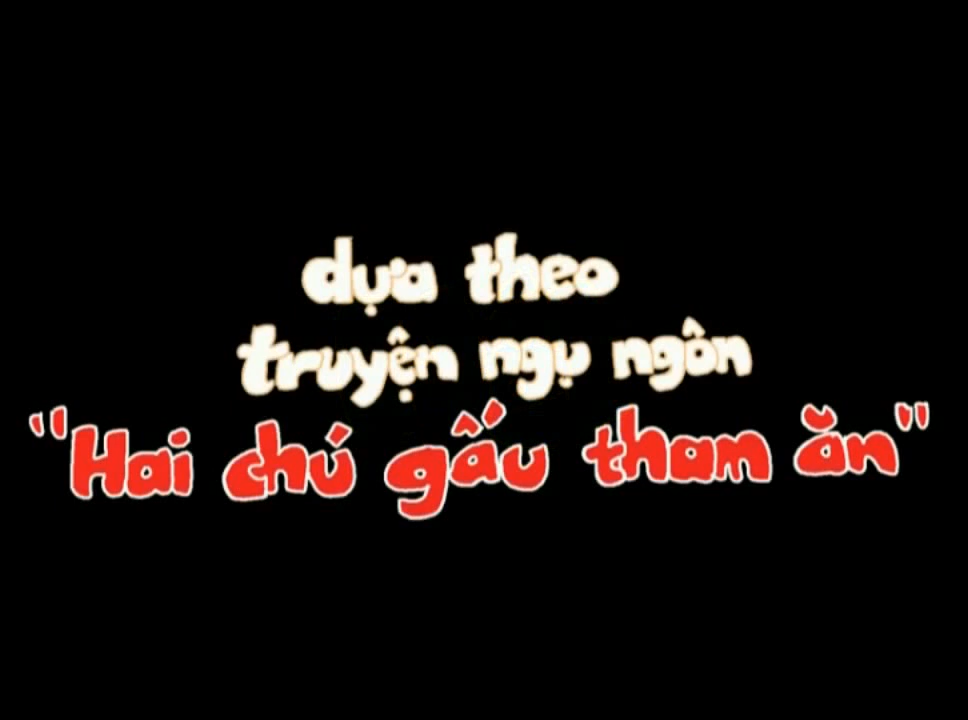 dựa theo
truyện ngụ ngôn
"Hai chú gấu tham ăn"